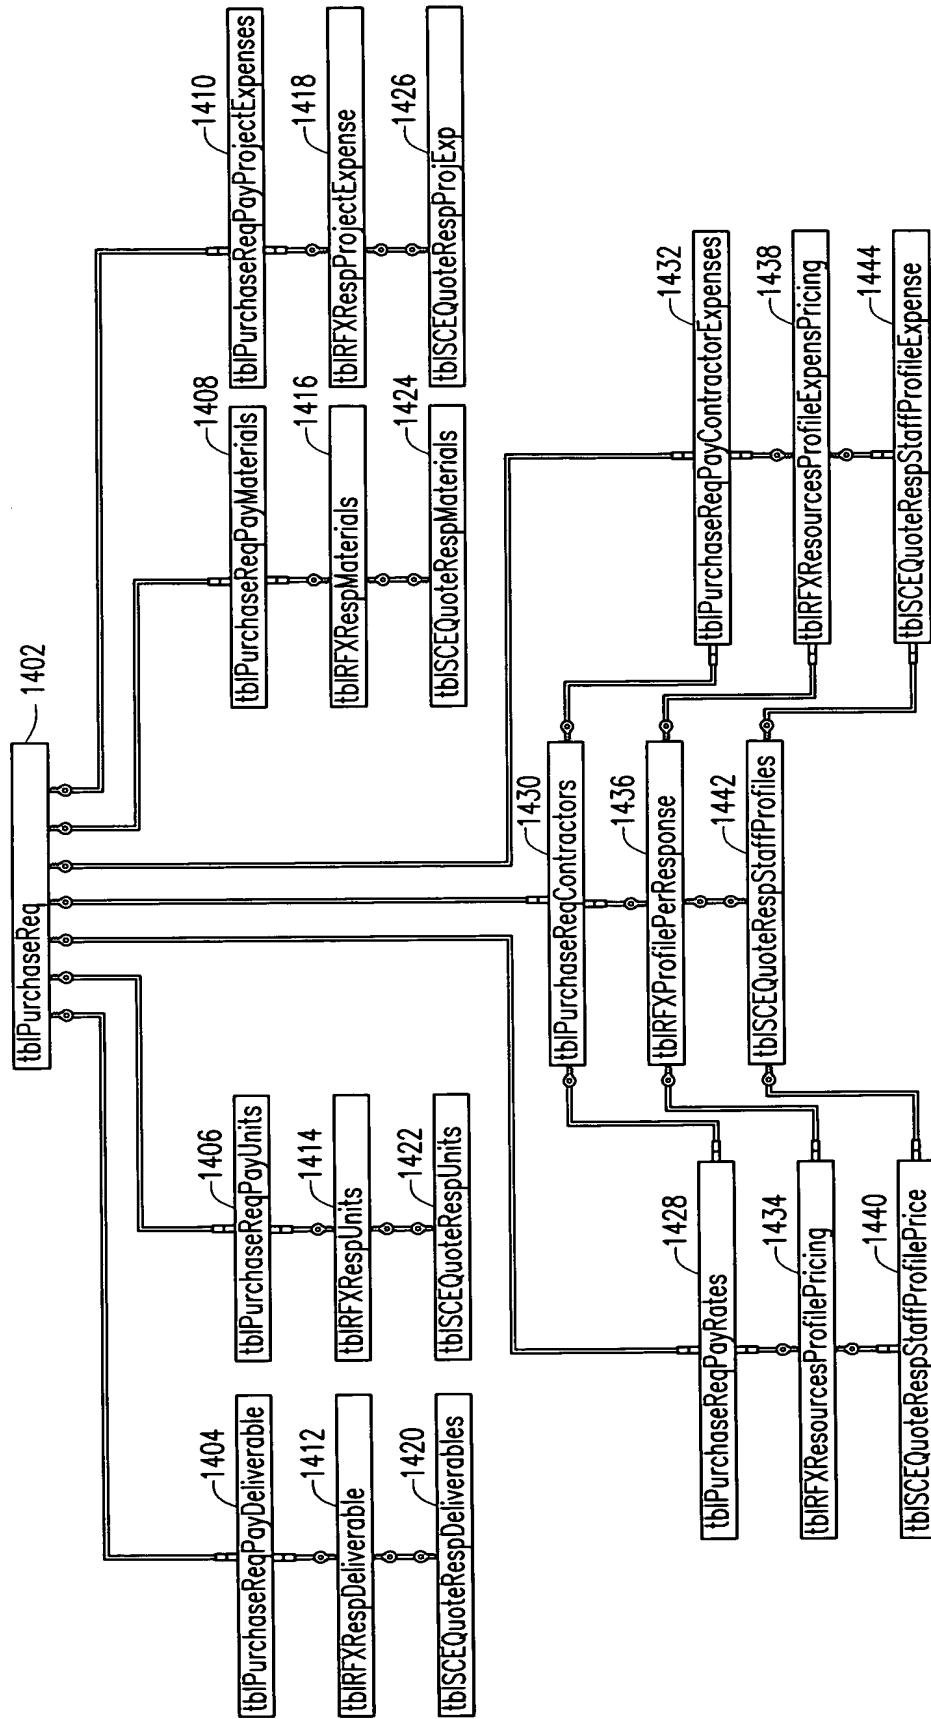 tblPurchaseReq
1402
tblPurchaseReqPayDeliverable
1404
tblRFXRespDeliverable
1412
tblSCEQuoteRespDeliverables
1420
tblPurchaseReqPayUnits
1406
tblRFXRespUnits
1414
tblSCEQuoteRespUnits
1422
tblPurchaseReqPayMaterials
1408
tblRFXRespMaterials
1416
tblSCEQuoteRespMaterials
1424
tblPurchaseReqPayProjectExpenses
1410
tblRFXRespProjectExpense
1418
tblSCEQuoteRespProjExp
1426
tblPurchaseReqPayRates
1428
tblRFXResourcesProfilePricing
1434
tblSCEQuoteRespStaffProfilePrice
1440
tblPurchaseReqContractors
1430
tblRFXProfilePerResponse
1436
tblSCEQuoteRespStaffProfiles
1442
tblPurchaseReqPayContractorExpenses
1432
tblRFXResourcesProfileExpensPricing
1438
tblSCEQuoteRespStaffProfileExpense
1444